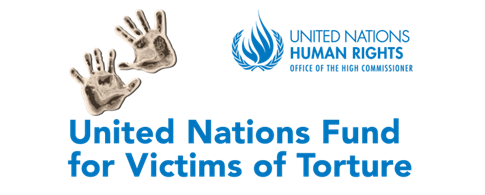 UNITED NATIONS
HUMAN RIGHTS
OFFICE OF THE HIGH COMMISSIONER
United Nations Fund
for Victims of Torture